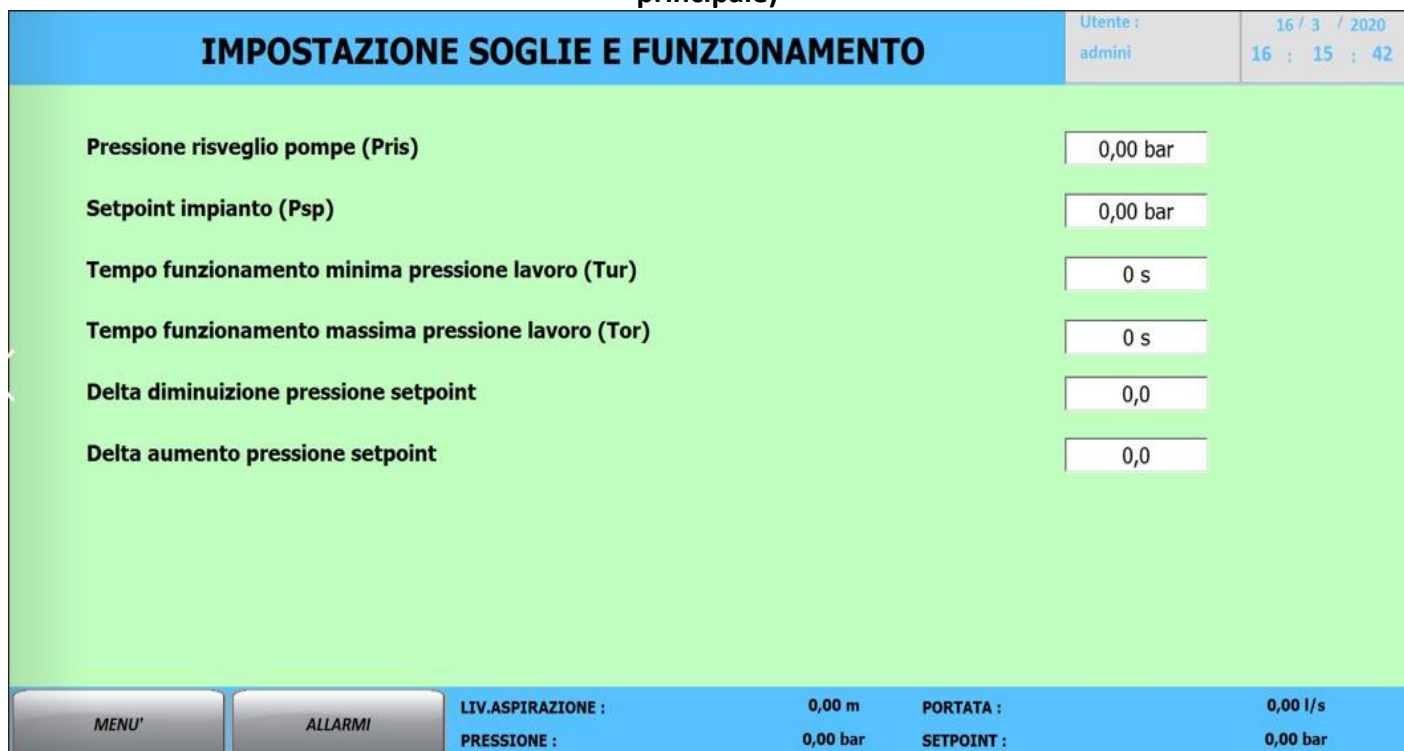 principale)
IMPOSTAZIONE SOGLIE E FUNZIONAMENTO
Utente :
admini
16 / 3 / 2020
16 : 15 : 42
Pressione risveglio pompe (Pris) 0,00 bar
Setpoint impianto (Psp) 0,00 bar
Tempo funzionamento minima pressione lavoro (Tur) 0 s
Tempo funzionamento massima pressione lavoro (Tor) 0 s
Delta diminuizione pressione setpoint 0,0
Delta aumento pressione setpoint 0,0
MENU' ALLARMI
LIV.ASPIRAZIONE : 0,00 m PORTATA : 0,00 l/s
PRESSIONE : 0,00 bar SETPOINT : 0,00 bar